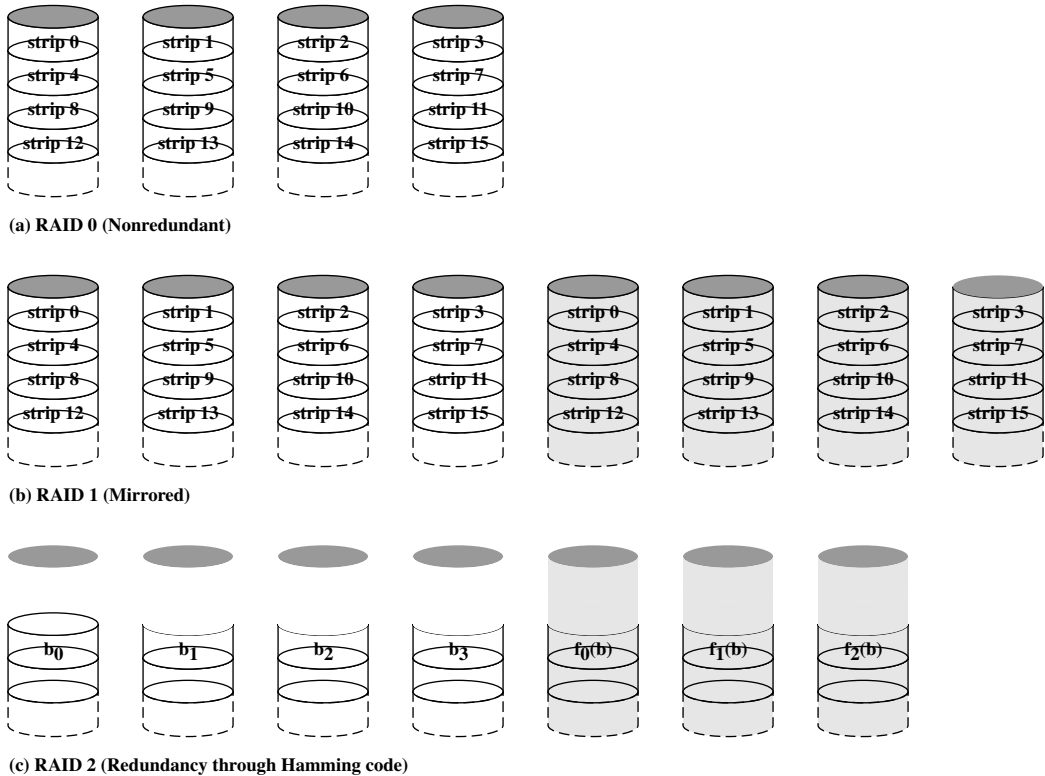 strip 0 strip 1 strip 2 strip 3
strip 4 strip 5 strip 6 strip 7
strip 8 strip 9 strip 10 strip 11
strip 12 strip 13 strip 14 strip 15
(a) RAID 0 (Nonredundant)
strip 0 strip 1 strip 2 strip 3 strip 0 strip 1 strip 2 strip 3
strip 4 strip 5 strip 6 strip 7 strip 4 strip 5 strip 6 strip 7
strip 8 strip 9 strip 10 strip 11 strip 8 strip 9 strip 10 strip 11
strip 12 strip 13 strip 14 strip 15 strip 12 strip 13 strip 14 strip 15
(b) RAID 1 (Mirrored)
b0 b1 b2 b3 f0(b) f1(b) f2(b)
(c) RAID 2 (Redundancy through Hamming code)